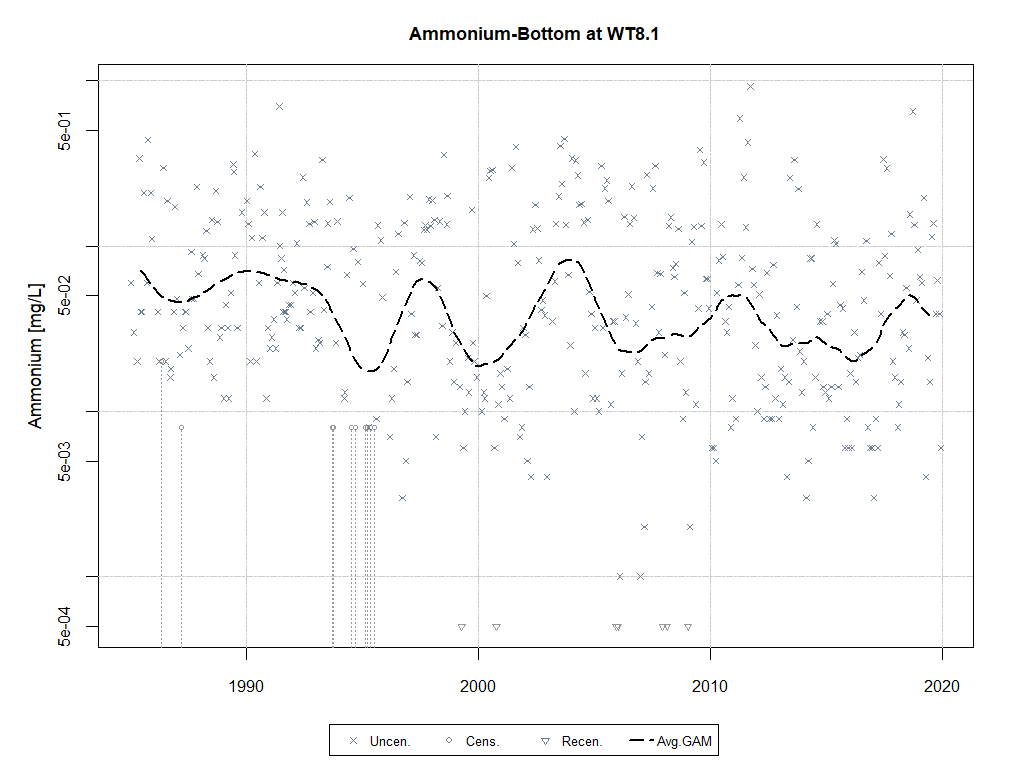 Ammonium-Bottom at WT8.1
Ammonium [mg/L]
5e-01
5e-02
5e-03
5e-04
1990 2000 2010 2020
Uncen. Cens. Recen. Avg.GAM